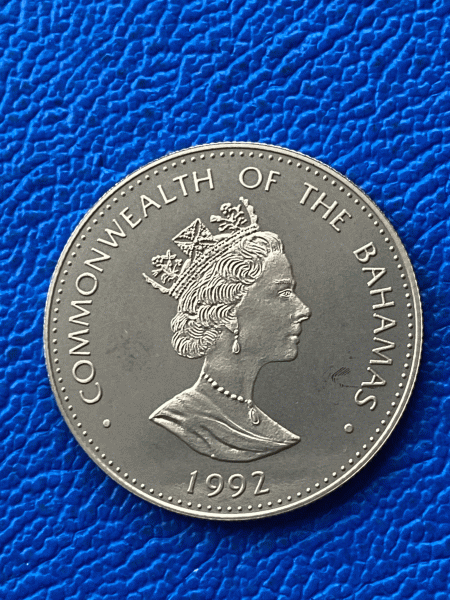 COMMONWEALTH OF THE BAHAMAS
1992